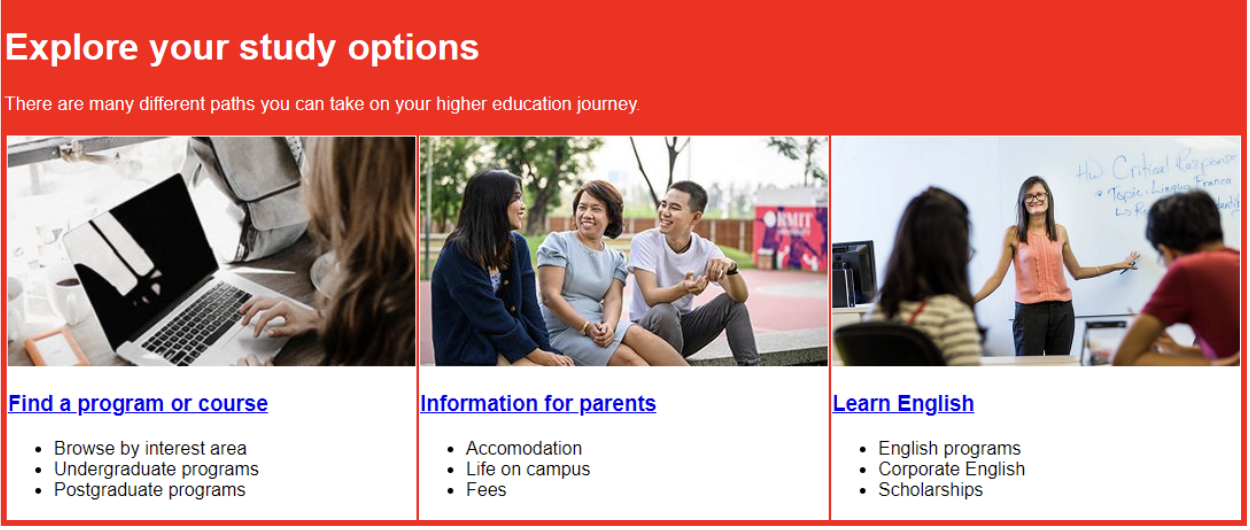 Explore your study options
There are many different paths you can take on your higher education journey.
HW: Critical Response
Topic: Lingua Franca
RMIT
Find a program or course
Browse by interest area
Undergraduate programs
Postgraduate programs
Information for parents
Accomodation
Life on campus
Fees
Learn English
English programs
Corporate English
Scholarships